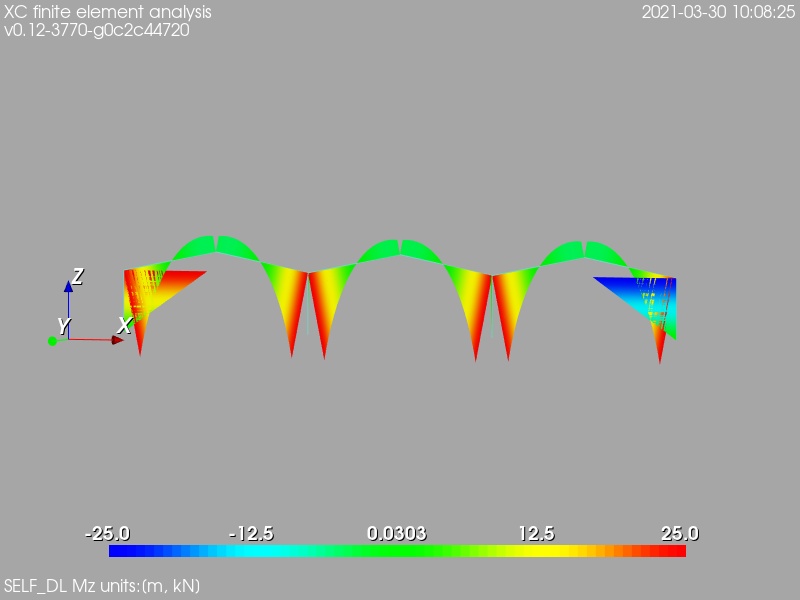 XC finite element analysis
2021-03-30 10:08:25
v0.12-3770-g0c2c44720
Z
Y
X
-25.0 -12.5 0.0303 12.5 25.0
SELF_DL Mz units:[m, kN]